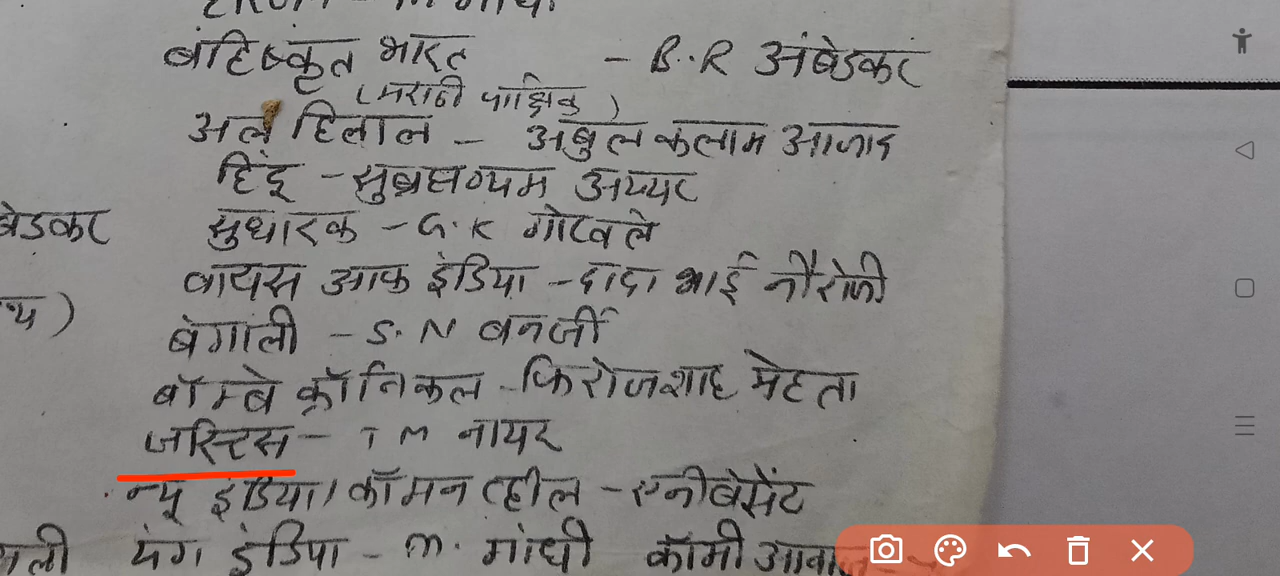 बहिष्कृत भारत - B.R अंबेडकर
(मराठी पाक्षिक)
अल हिलाल - अबुल कलाम आजाद
हिंदू - सुब्रमण्यम अय्यर
बेडकर सुधारक - G.K गोखले
वायस आफ इंडिया - दादा भाई नौरोजी
बंगाली - S.N बनर्जी
बॉम्बे क्रॉनिकल - फिरोजशाह मेहता
जस्टिस - T M नायर
न्यू इंडिया/कॉमन व्हील - एनीबेसेंट
यंग इंडिया - m. गांधी कॉमी आवाज